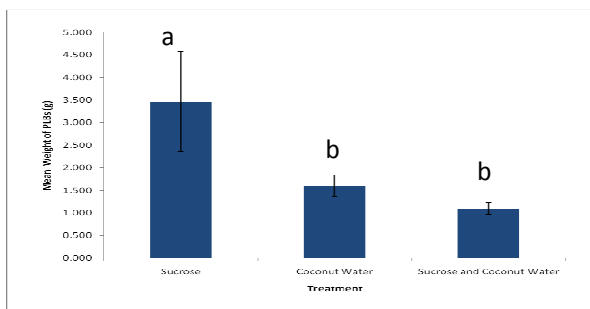 5.000
4.500
4.000
3.500
3.000
2.500
2.000
1.500
1.000
0.500
0.000
Mean Weight of PLBs(g)
a
b
b
Sucrose
Coconut Water
Sucrose and Coconut Water
Treatment